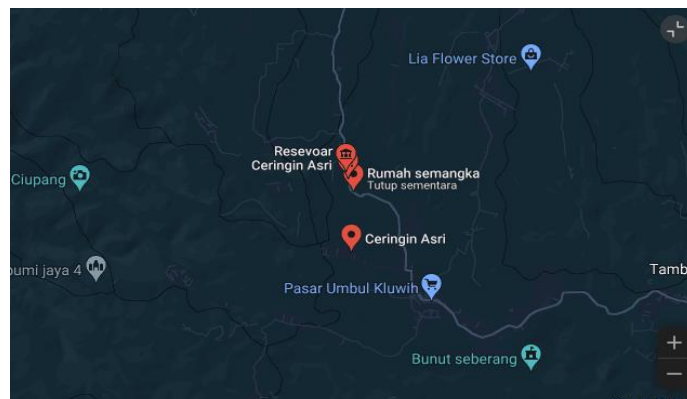 Lia Flower Store
Resevoar
Ceringin Asri
Rumah semangka
Tutup sementara
Ciupang
Ceringin Asri
bumi jaya 4
Tamb
Pasar Umbul Kluwih
Bunut seberang